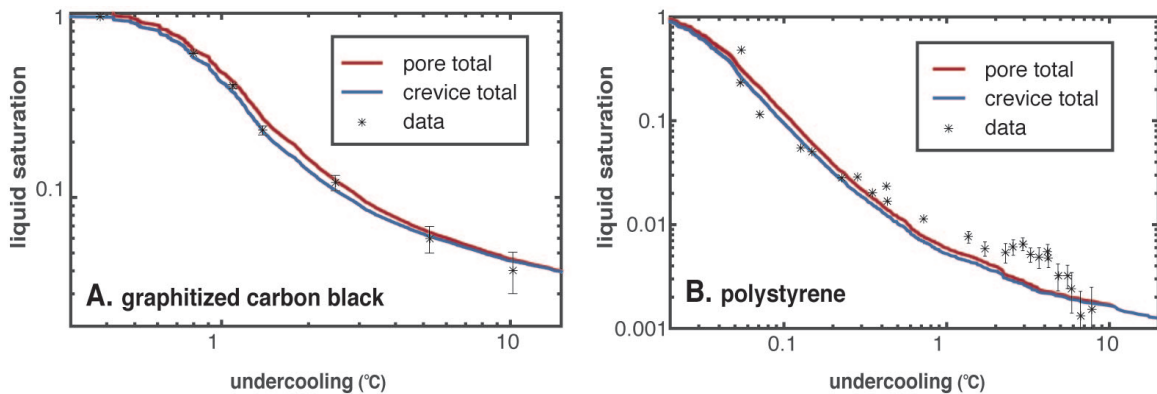 1
0.1
liquid saturation
pore total
crevice total
data
A. graphitized carbon black
1
10
undercooling (°C)
1
0.1
0.01
0.001
liquid saturation
pore total
crevice total
data
B. polystyrene
0.1
1
10
undercooling (°C)